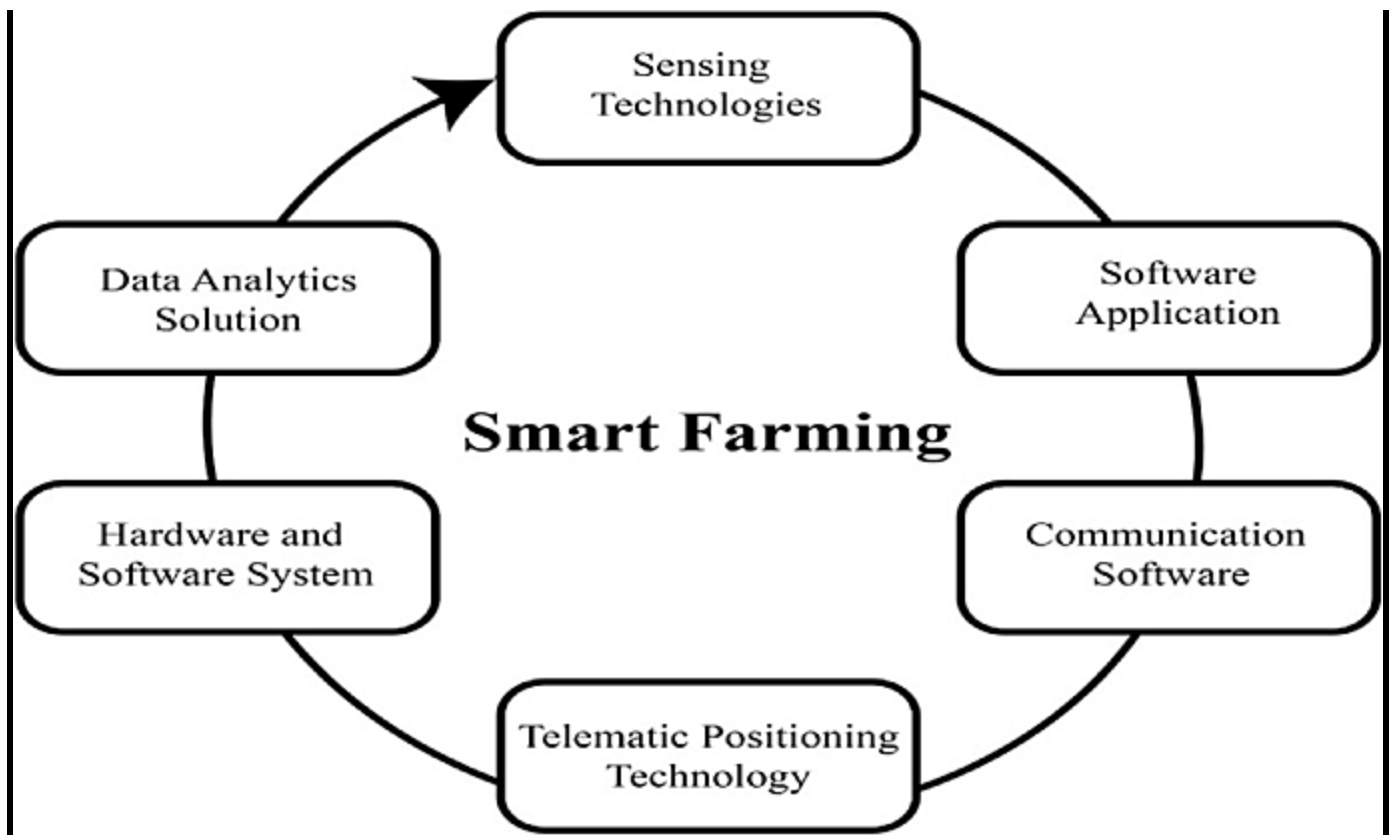 Sensing
Technologies
Software
Application
Communication
Software
Telematic Positioning
Technology
Hardware and
Software System
Data Analytics
Solution
Smart Farming